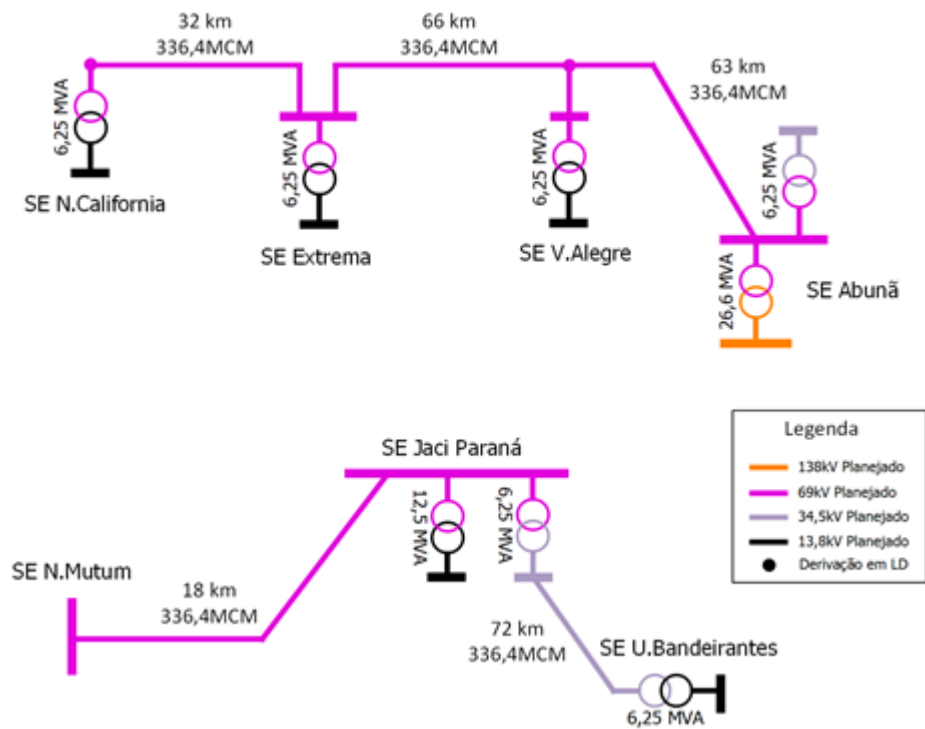 32 km
336,4MCM
66 km
336,4MCM
63 km
336,4MCM
6,25 MVA
6,25 MVA
6,25 MVA
6,25 MVA
SE N.California
SE Extrema
SE V.Alegre
26,6 MVA
SE Abunã
SE Jaci Paraná
12,5 MVA
6,25 MVA
SE N.Mutum
18 km
336,4MCM
72 km
336,4MCM
SE U.Bandeirantes
6,25 MVA
Legenda
138kV Planejado
69kV Planejado
34,5kV Planejado
13,8kV Planejado
Derivação em LD